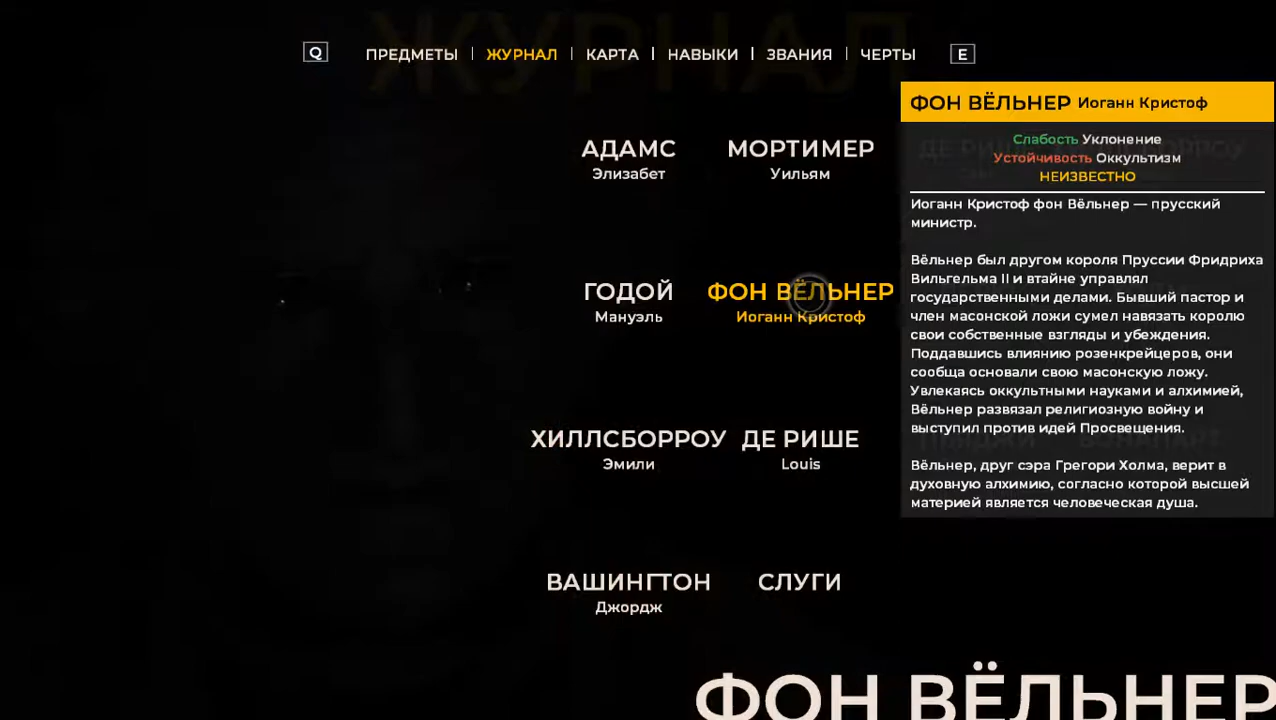 ЖУРНАЛ
Q ПРЕДМЕТЫ ЖУРНАЛ КАРТА НАВЫКИ ЗВАНИЯ ЧЕРТЫ E
АДАМС
Элизабет
МОРТИМЕР
Уильям
ГОДОЙ
Мануэль
ФОН ВЁЛЬНЕР
Иоганн Кристоф
ХИЛЛСБОРРОУ
Эмили
ДЕ РИШЕ
Louis
ВАШИНГТОН
Джордж
СЛУГИ
ФОН ВЁЛЬНЕР Иоганн Кристоф
Слабость Уклонение
Устойчивость Оккультизм
НЕИЗВЕСТНО
Иоганн Кристоф фон Вёльнер — прусский
министр.
Вёльнер был другом короля Пруссии Фридриха
Вильгельма II и втайне управлял
государственными делами. Бывший пастор и
член масонской ложи сумел навязать королю
свои собственные взгляды и убеждения.
Поддавшись влиянию розенкрейцеров, они
сообща основали свою масонскую ложу.
Увлекаясь оккультными науками и алхимией,
Вёльнер развязал религиозную войну и
выступил против идей Просвещения.
Вёльнер, друг сэра Грегори Холма, верит в
духовную алхимию, согласно которой высшей
материей является человеческая душа.
ФОН ВЁЛЬНЕР